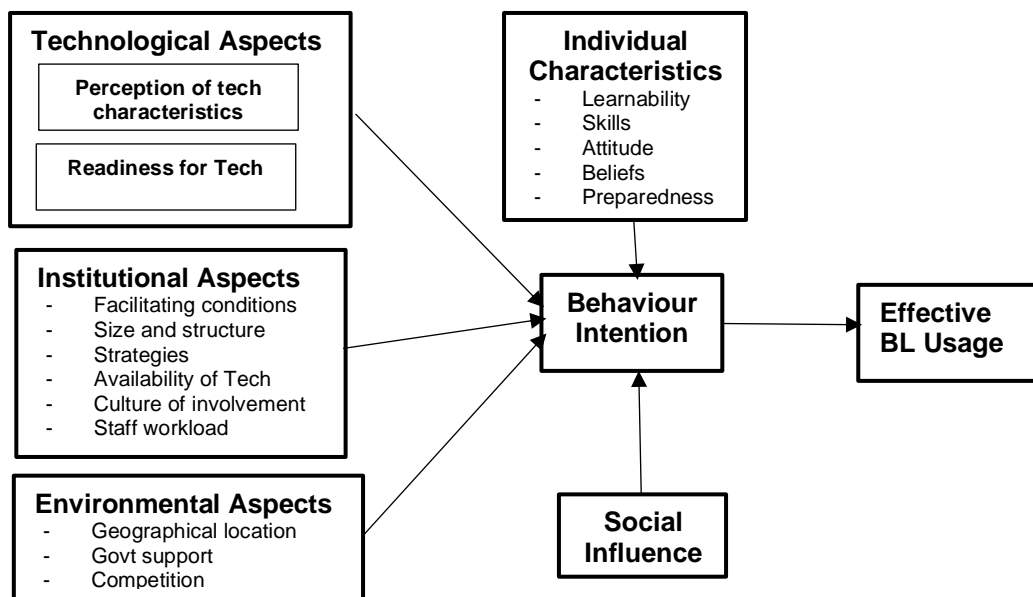 Technological Aspects
Perception of tech
characteristics
Readiness for Tech
Individual
Characteristics
- Learnability
- Skills
- Attitude
- Beliefs
- Preparedness
Institutional Aspects
- Facilitating conditions
- Size and structure
- Strategies
- Availability of Tech
- Culture of involvement
- Staff workload
Behaviour
Intention
Effective
BL Usage
Environmental Aspects
- Geographical location
- Govt support
- Competition
Social
Influence